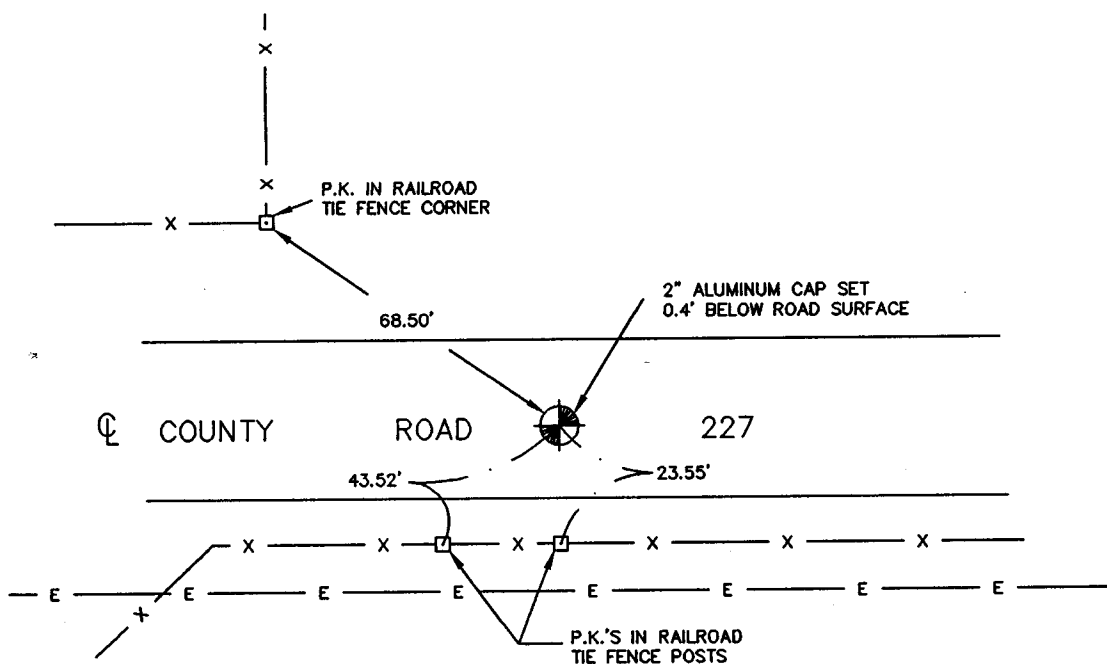 X
X
P.K. IN RAILROAD
TIE FENCE CORNER
X
2" ALUMINUM CAP SET
0.4' BELOW ROAD SURFACE
68.50'
℄ COUNTY ROAD 227
43.52'
23.55'
X X X X X X
E E E E E E E E
X
P.K.'S IN RAILROAD
TIE FENCE POSTS